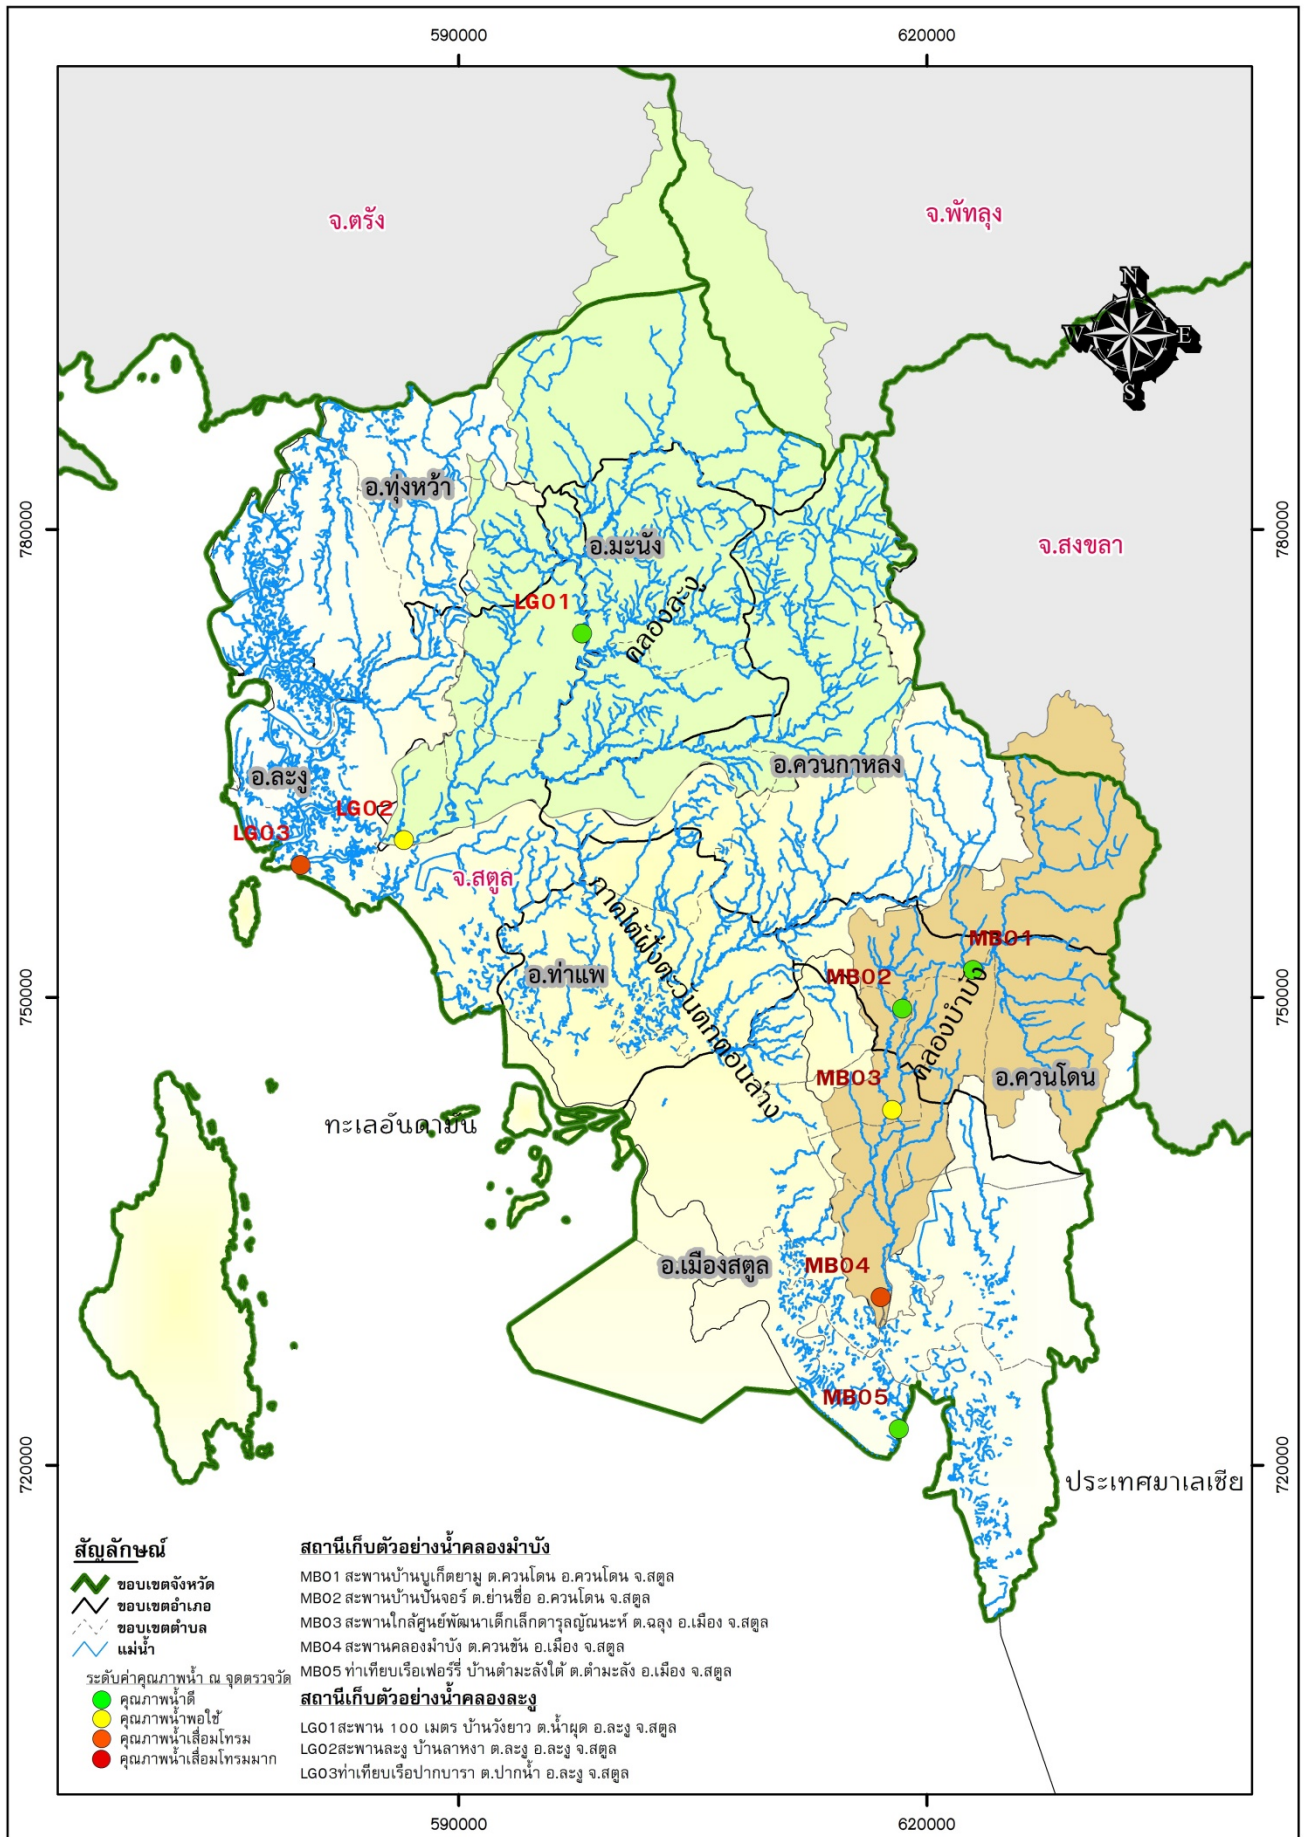 590000
620000
จ.ตรัง
จ.พัทลุง
N
W
E
S
อ.ทุ่งหว้า
780000
780000
อ.มะนัง
จ.สงขลา
LG01
คลองละงู
อ.ควนกาหลง
อ.ละงู
LG02
LG03
จ.สตูล
ภาคใต้ฝั่งตะวันตกตอนล่าง
MB01
อ.ท่าแพ
MB02
750000
750000
คลองบำบัง
MB03
อ.ควนโดน
ทะเลอันดามัน
อ.เมืองสตูล
MB04
MB05
720000
720000
ประเทศมาเลเซีย
สัญลักษณ์
ขอบเขตจังหวัด
ขอบเขตอำเภอ
ขอบเขตตำบล
แม่น้ำ
ระดับค่าคุณภาพน้ำ ณ จุดตรวจวัด
คุณภาพน้ำดี
คุณภาพน้ำพอใช้
คุณภาพน้ำเสื่อมโทรม
คุณภาพน้ำเสื่อมโทรมมาก
สถานีเก็บตัวอย่างน้ำคลองมำบัง
MB01 สะพานบ้านบูเก็ตยามู ต.ควนโดน อ.ควนโดน จ.สตูล
MB02 สะพานบ้านปันจอร์ ต.ย่านซื่อ อ.ควนโดน จ.สตูล
MB03 สะพานใกล้ศูนย์พัฒนาเด็กเล็กดารุลญัณนะห์ ต.ฉลุง อ.เมือง จ.สตูล
MB04 สะพานคลองมำบัง ต.ควนขัน อ.เมือง จ.สตูล
MB05 ท่าเทียบเรือเฟอร์รี่ บ้านตำมะลังใต้ ต.ตำมะลัง อ.เมือง จ.สตูล
สถานีเก็บตัวอย่างน้ำคลองละงู
LG01สะพาน 100 เมตร บ้านวังยาว ต.น้ำผุด อ.ละงู จ.สตูล
LG02สะพานละงู บ้านลาหงา ต.ละงู อ.ละงู จ.สตูล
LG03ท่าเทียบเรือปากบารา ต.ปากน้ำ อ.ละงู จ.สตูล
590000
620000